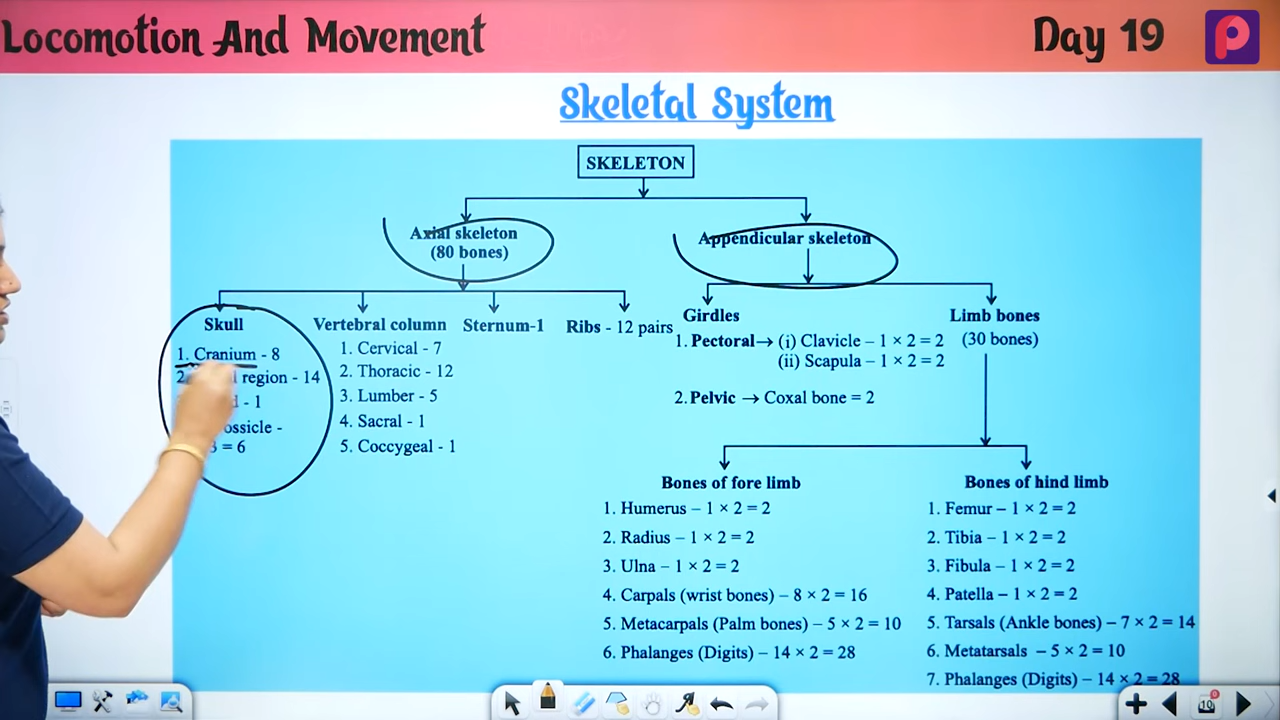 Locomotion And Movement
Day 19
Skeletal System
SKELETON
Axial skeleton
(80 bones)
Appendicular skeleton
Skull
1. Cranium - 8
2. region - 14
- 1
ossicle -
3 = 6
Vertebral column
1. Cervical - 7
2. Thoracic - 12
3. Lumber - 5
4. Sacral - 1
5. Coccygeal - 1
Sternum-1
Ribs - 12 pairs
Girdles
1. Pectoral→ (i) Clavicle – 1 × 2 = 2
(ii) Scapula – 1 × 2 = 2
2. Pelvic → Coxal bone = 2
Limb bones
(30 bones)
Bones of fore limb
1. Humerus – 1 × 2 = 2
2. Radius – 1 × 2 = 2
3. Ulna – 1 × 2 = 2
4. Carpals (wrist bones) – 8 × 2 = 16
5. Metacarpals (Palm bones) – 5 × 2 = 10
6. Phalanges (Digits) – 14 × 2 = 28
Bones of hind limb
1. Femur – 1 × 2 = 2
2. Tibia – 1 × 2 = 2
3. Fibula – 1 × 2 = 2
4. Patella – 1 × 2 = 2
5. Tarsals (Ankle bones) – 7 × 2 = 14
6. Metatarsals – 5 × 2 = 10
7. Phalanges (Digits) – 14 × 2 = 28
10